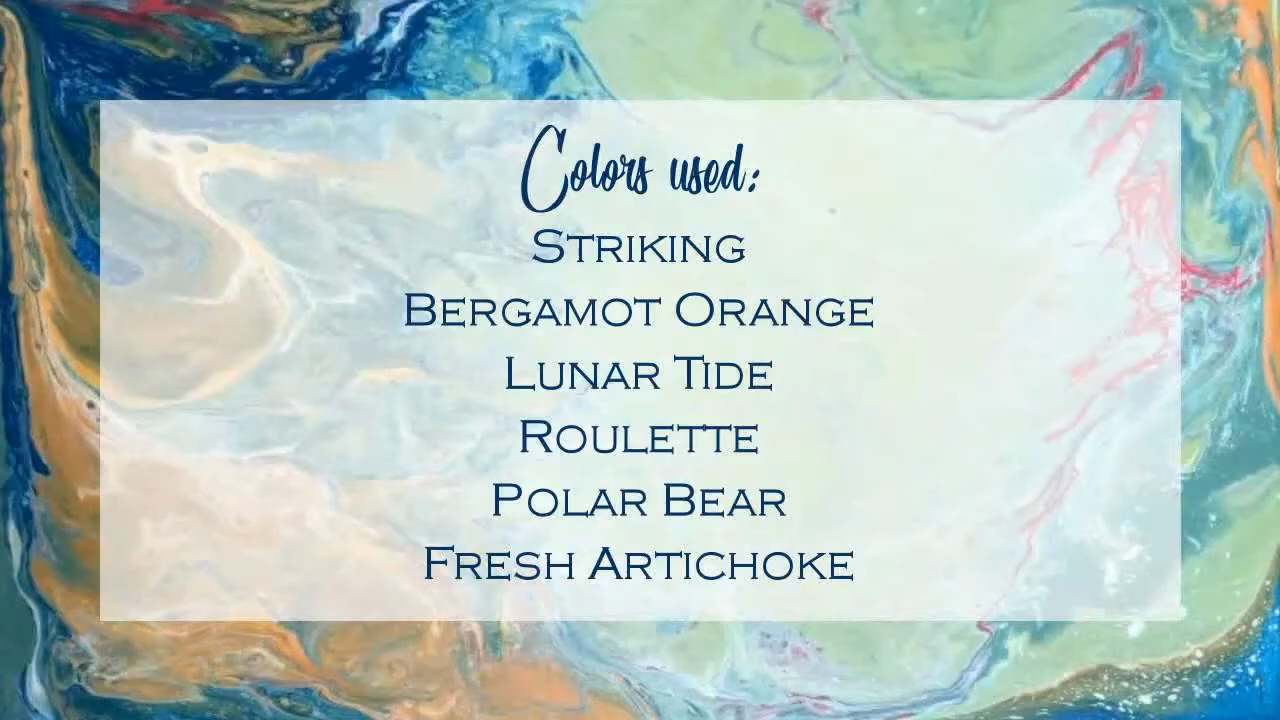 Colors used:
Striking
Bergamot Orange
Lunar Tide
Roulette
Polar Bear
Fresh Artichoke